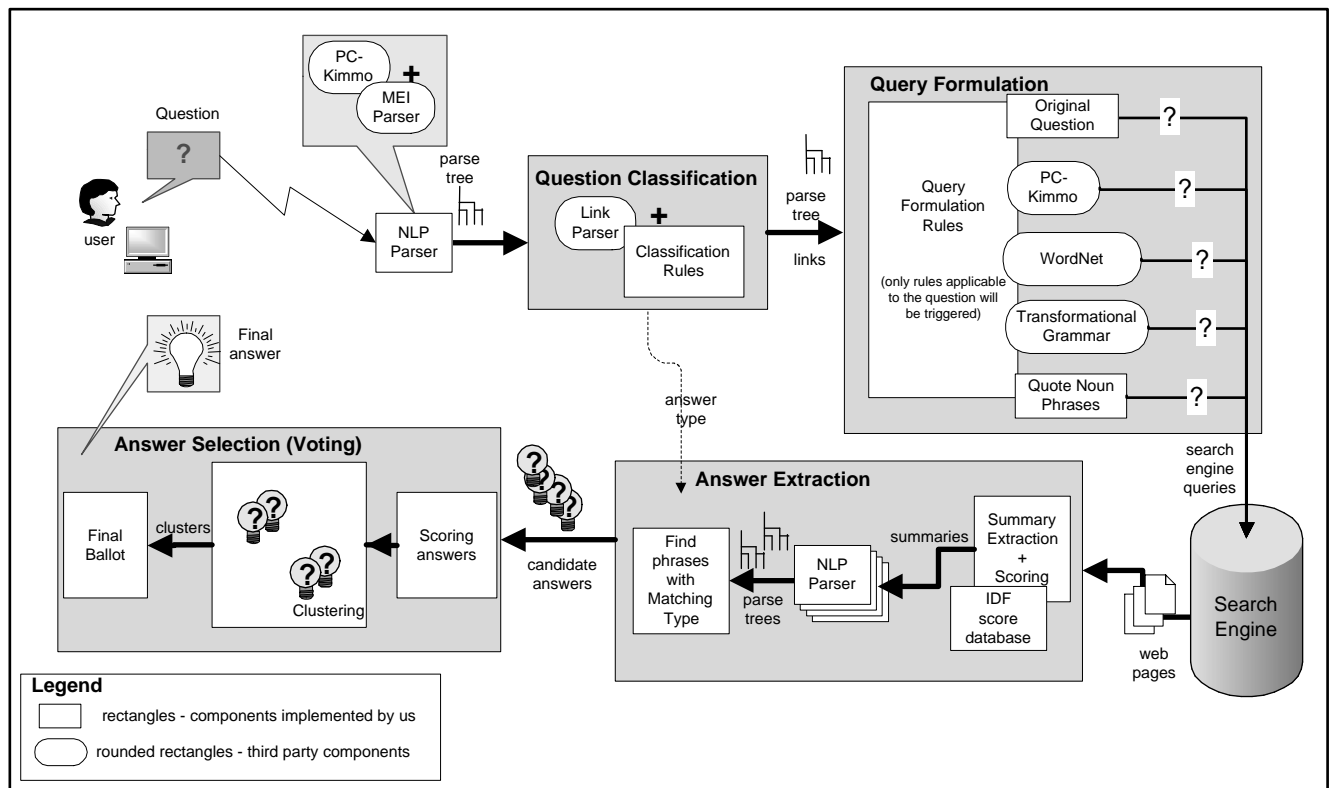 Question
?
user
PC-
Kimmo
+
MEI
Parser
NLP
Parser
parse
tree
Question Classification
Link
Parser
+
Classification
Rules
parse
tree
links
Query Formulation
Query
Formulation
Rules
(only rules applicable
to the question will
be triggered)
Original
Question
?
PC-
Kimmo
?
WordNet
?
Transformational
Grammar
?
Quote Noun
Phrases
?
search
engine
queries
Search
Engine
web
pages
answer
type
Answer Extraction
Summary
Extraction
+
Scoring
IDF
score
database
summaries
NLP
Parser
parse
trees
Find
phrases
with
Matching
Type
? ? ? ?
candidate
answers
Answer Selection (Voting)
Scoring
answers
? ?
? ?
Clustering
clusters
Final
Ballot
Final
answer
Legend
rectangles - components implemented by us
rounded rectangles - third party components